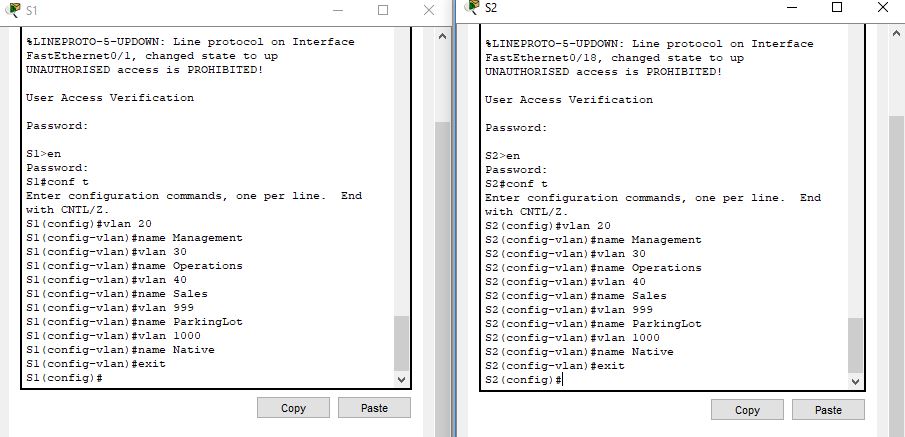 S1
%LINEPROTO-5-UPDOWN: Line protocol on Interface
FastEthernet0/1, changed state to up
UNAUTHORISED access is PROHIBITED!
User Access Verification
Password:
S1>en
Password:
S1#conf t
Enter configuration commands, one per line.  End
with CNTL/Z.
S1(config)#vlan 20
S1(config-vlan)#name Management
S1(config-vlan)#vlan 30
S1(config-vlan)#name Operations
S1(config-vlan)#vlan 40
S1(config-vlan)#name Sales
S1(config-vlan)#vlan 999
S1(config-vlan)#name ParkingLot
S1(config-vlan)#vlan 1000
S1(config-vlan)#name Native
S1(config-vlan)#exit
S1(config)#
Copy
Paste
S2
%LINEPROTO-5-UPDOWN: Line protocol on Interface
FastEthernet0/18, changed state to up
UNAUTHORISED access is PROHIBITED!
User Access Verification
Password:
S2>en
Password:
S2#conf t
Enter configuration commands, one per line.  End
with CNTL/Z.
S2(config)#vlan 20
S2(config-vlan)#name Management
S2(config-vlan)#vlan 30
S2(config-vlan)#name Operations
S2(config-vlan)#vlan 40
S2(config-vlan)#name Sales
S2(config-vlan)#vlan 999
S2(config-vlan)#name ParkingLot
S2(config-vlan)#vlan 1000
S2(config-vlan)#name Native
S2(config-vlan)#exit
S2(config)#
Copy
Paste